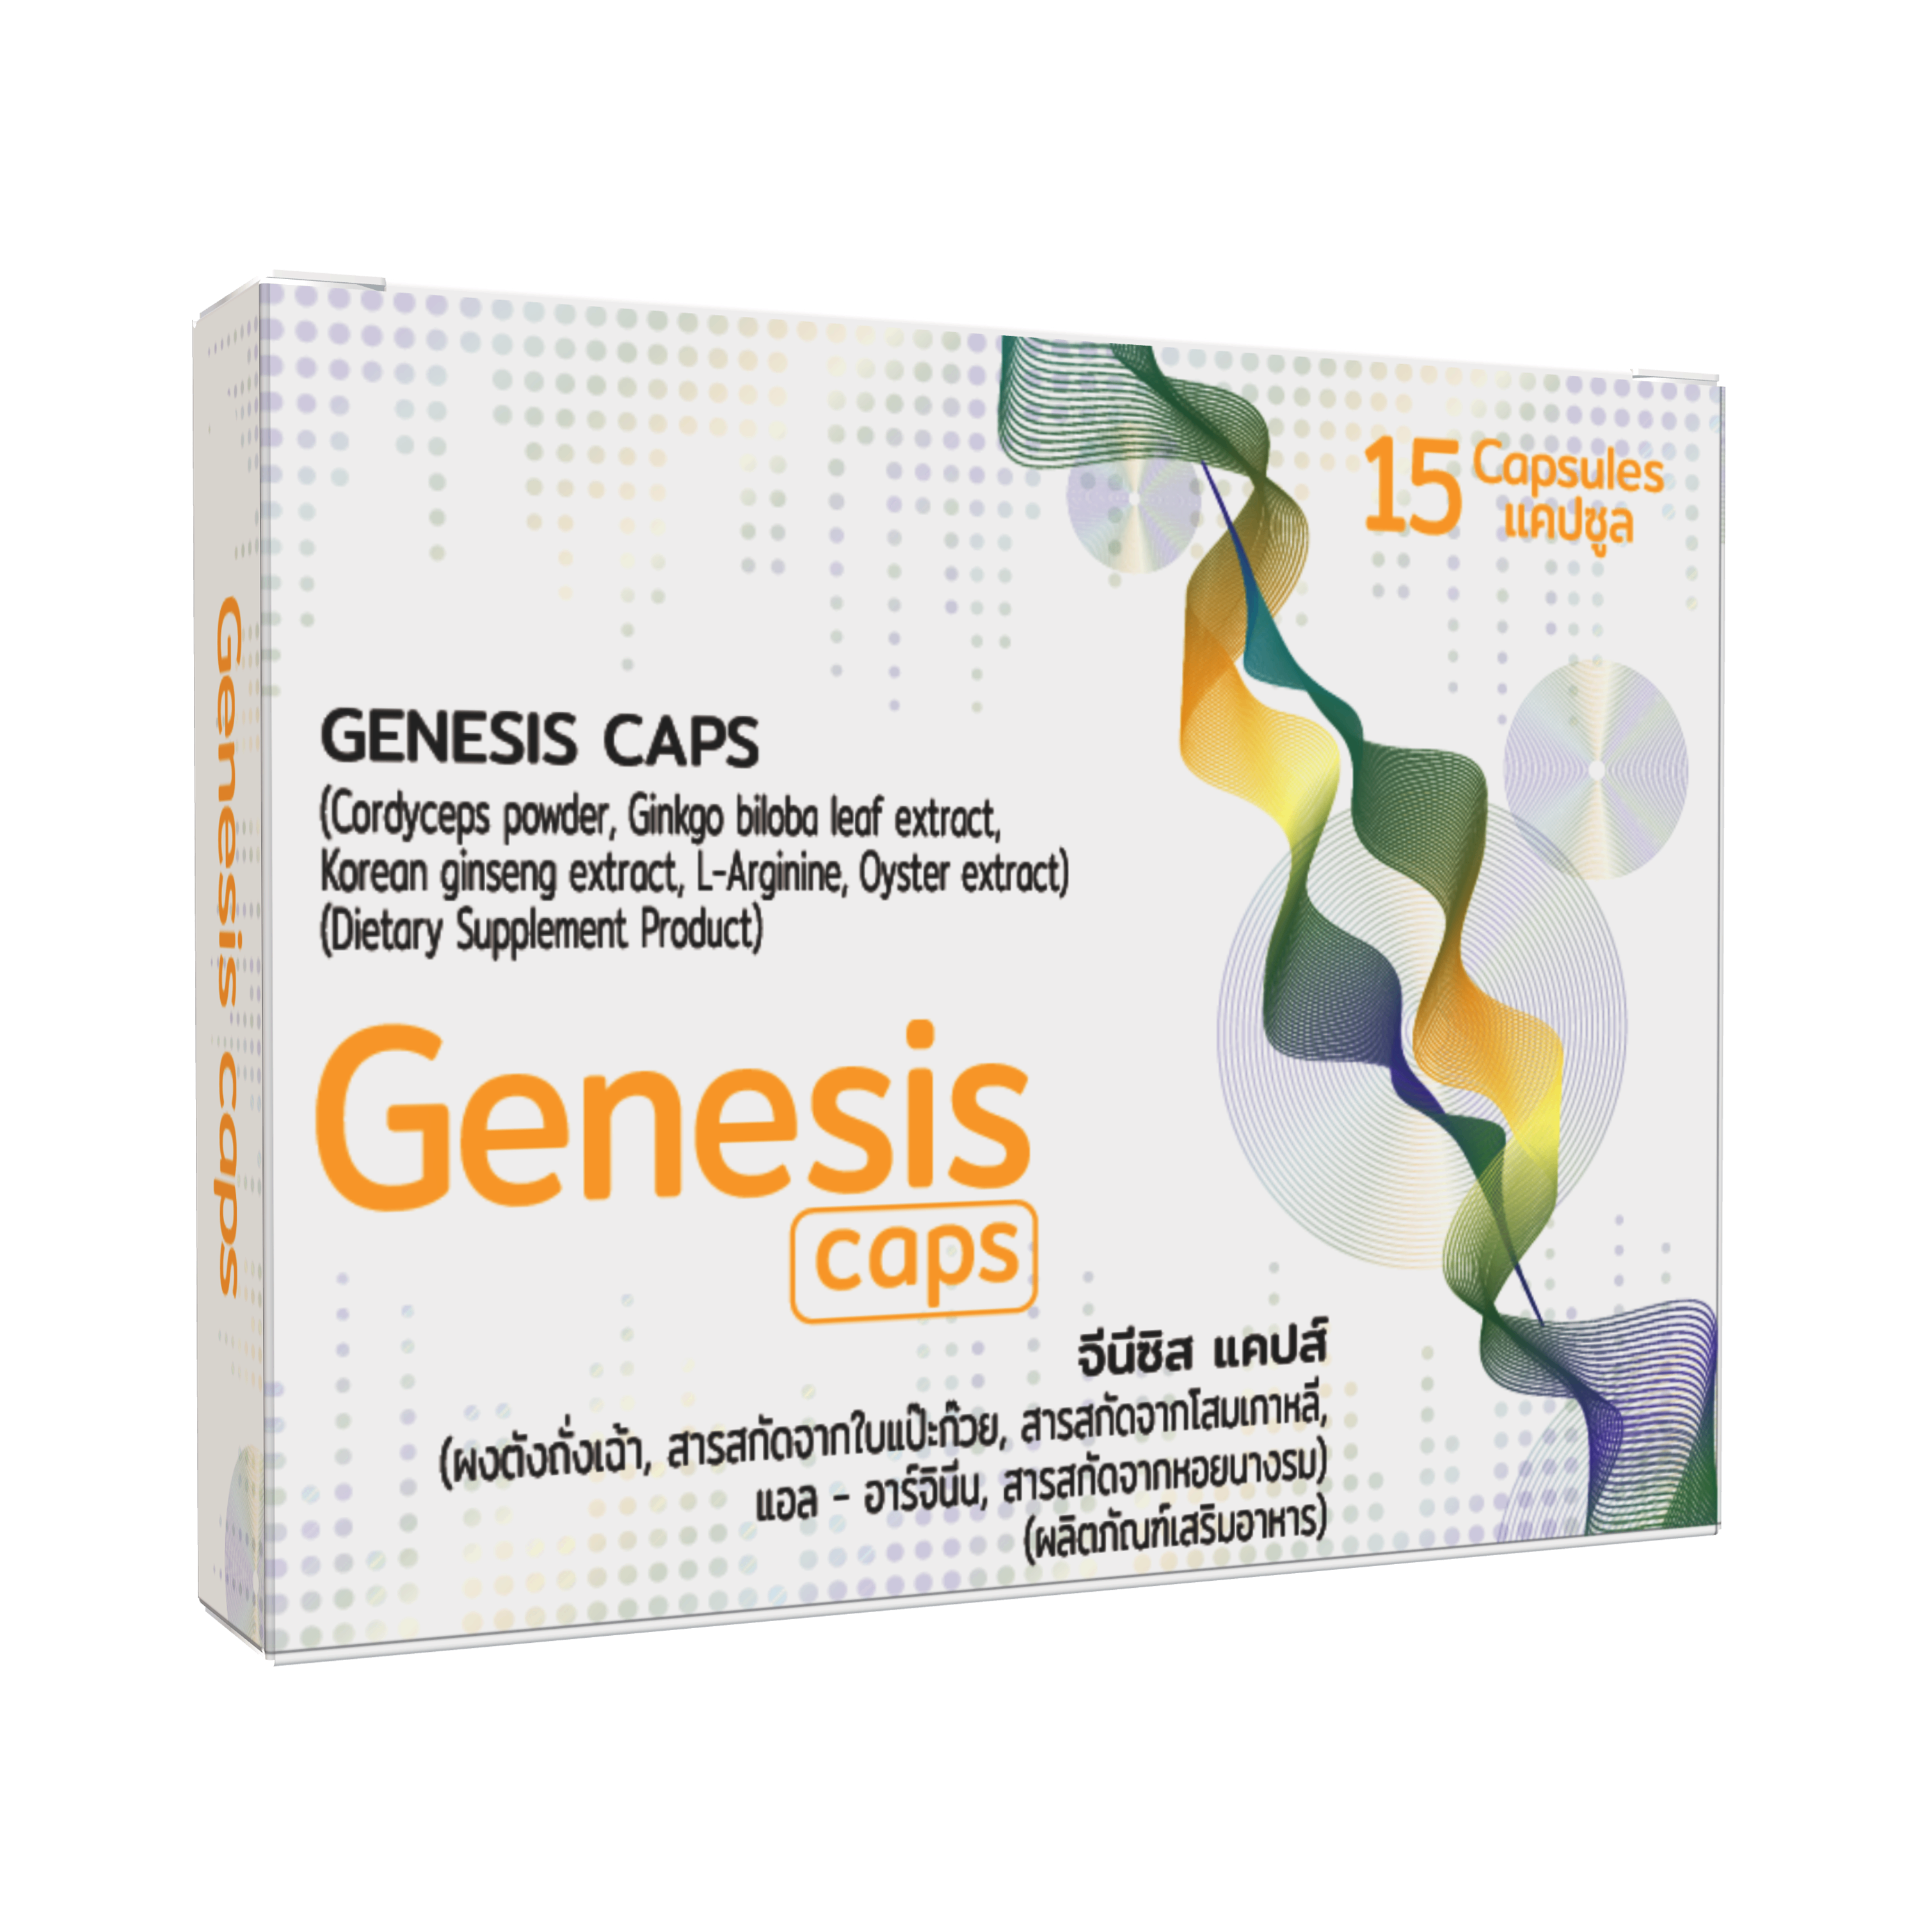 15 Capsules
แคปซูล
GENESIS CAPS
(Cordyceps powder, Ginkgo biloba leaf extract,
Korean ginseng extract, L-Arginine, Oyster extract)
(Dietary Supplement Product)
Genesis
caps
จีนีซิส แคปส์
(ผงตังถั่งเฉ้า, สารสกัดจากใบแป๊ะก๊วย, สารสกัดจากโสมเกาหลี,
แอล - อาร์จินีน, สารสกัดจากหอยนางรม)
(ผลิตภัณฑ์เสริมอาหาร)
Genesis caps